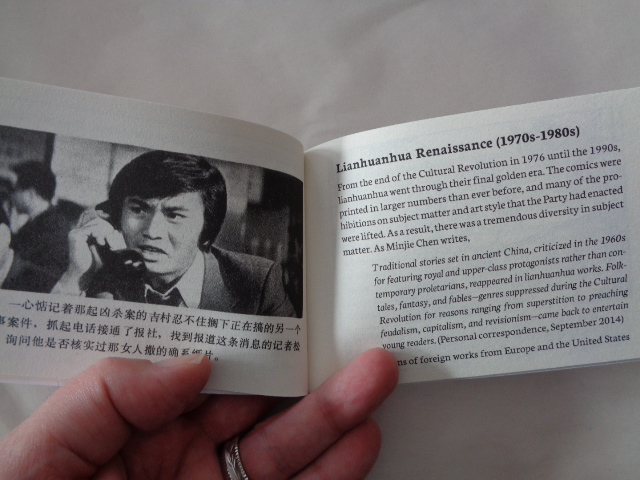 一心惦记着那起凶杀案的吉村忍不住搁下正在搞的另一个
事案件，抓起电话接通了报社，找到报道这条消息的记者松
询问他是否核实过那女人撒的确系纸片。
Lianhuanhua Renaissance (1970s-1980s)
From the end of the Cultural Revolution in 1976 until the 1990s,
lianhuanhua went through their final golden era. The comics were
printed in larger numbers than ever before, and many of the pro-
hibitions on subject matter and art style that the Party had enacted
were lifted. As a result, there was a tremendous diversity in subject
matter. As Minjie Chen writes,
Traditional stories set in ancient China, criticized in the 1960s
for featuring royal and upper-class protagonists rather than con-
temporary proletarians, reappeared in lianhuanhua works. Folk-
tales, fantasy, and fables—genres suppressed during the Cultural
Revolution for reasons ranging from superstition to preaching
feudalism, capitalism, and revisionism—came back to entertain
young readers. (Personal correspondence, September 2014)
ns of foreign works from Europe and the United States